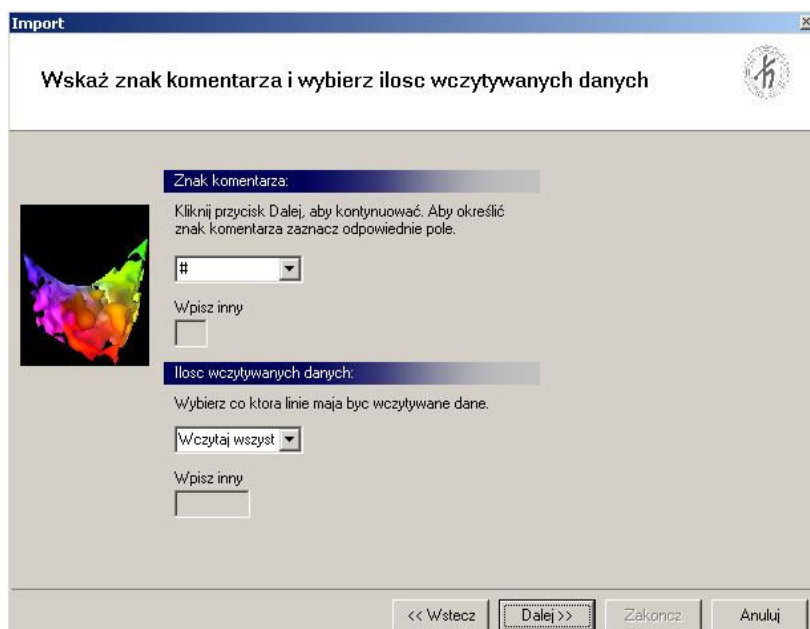 Import
Wskaż znak komentarza i wybierz ilosc wczytywanych danych
Znak komentarza:
Kliknij przycisk Dalej, aby kontynuować. Aby określić
znak komentarza zaznacz odpowiednie pole.
#
Wpisz inny
Ilosc wczytywanych danych:
Wybierz co ktora linie maja byc wczytywane dane.
Wczytaj wszyst
Wpisz inny
<< Wstecz
Dalej >>
Zakoncz
Anuluj